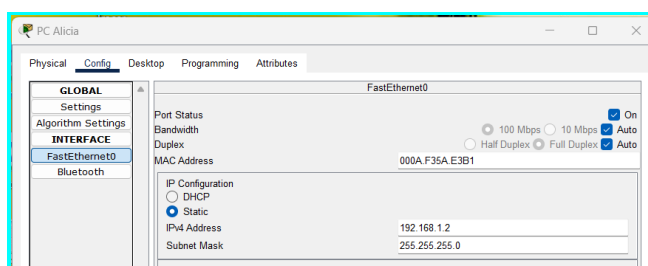 PC Alicia
Physical Config Desktop Programming Attributes
GLOBAL
Settings
Algorithm Settings
INTERFACE
FastEthernet0
Bluetooth
FastEthernet0
Port Status On
Bandwidth 100 Mbps 10 Mbps Auto
Duplex Half Duplex Full Duplex Auto
MAC Address 000A.F35A.E3B1
IP Configuration
DHCP
Static
IPv4 Address 192.168.1.2
Subnet Mask 255.255.255.0